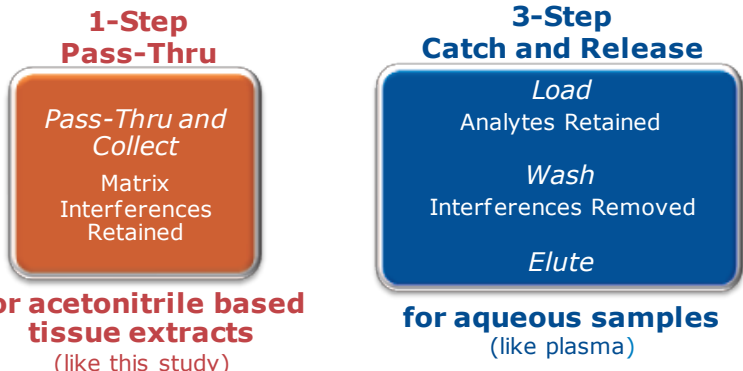 1-Step
Pass-Thru
Pass-Thru and
Collect
Matrix
Interferences
Retained
or acetonitrile based
tissue extracts
(like this study)
3-Step
Catch and Release
Load
Analytes Retained
Wash
Interferences Removed
Elute
for aqueous samples
(like plasma)